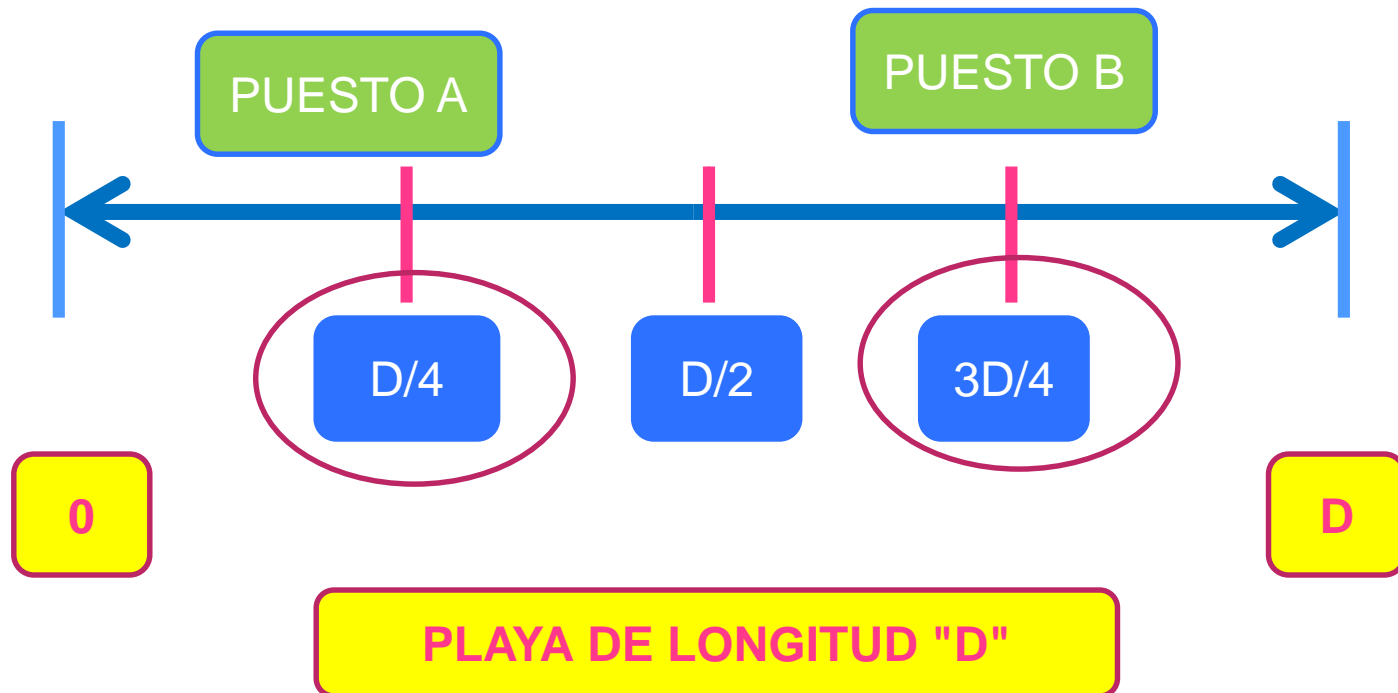 PUESTO A
PUESTO B
D/4
D/2
3D/4
0
D
PLAYA DE LONGITUD "D"